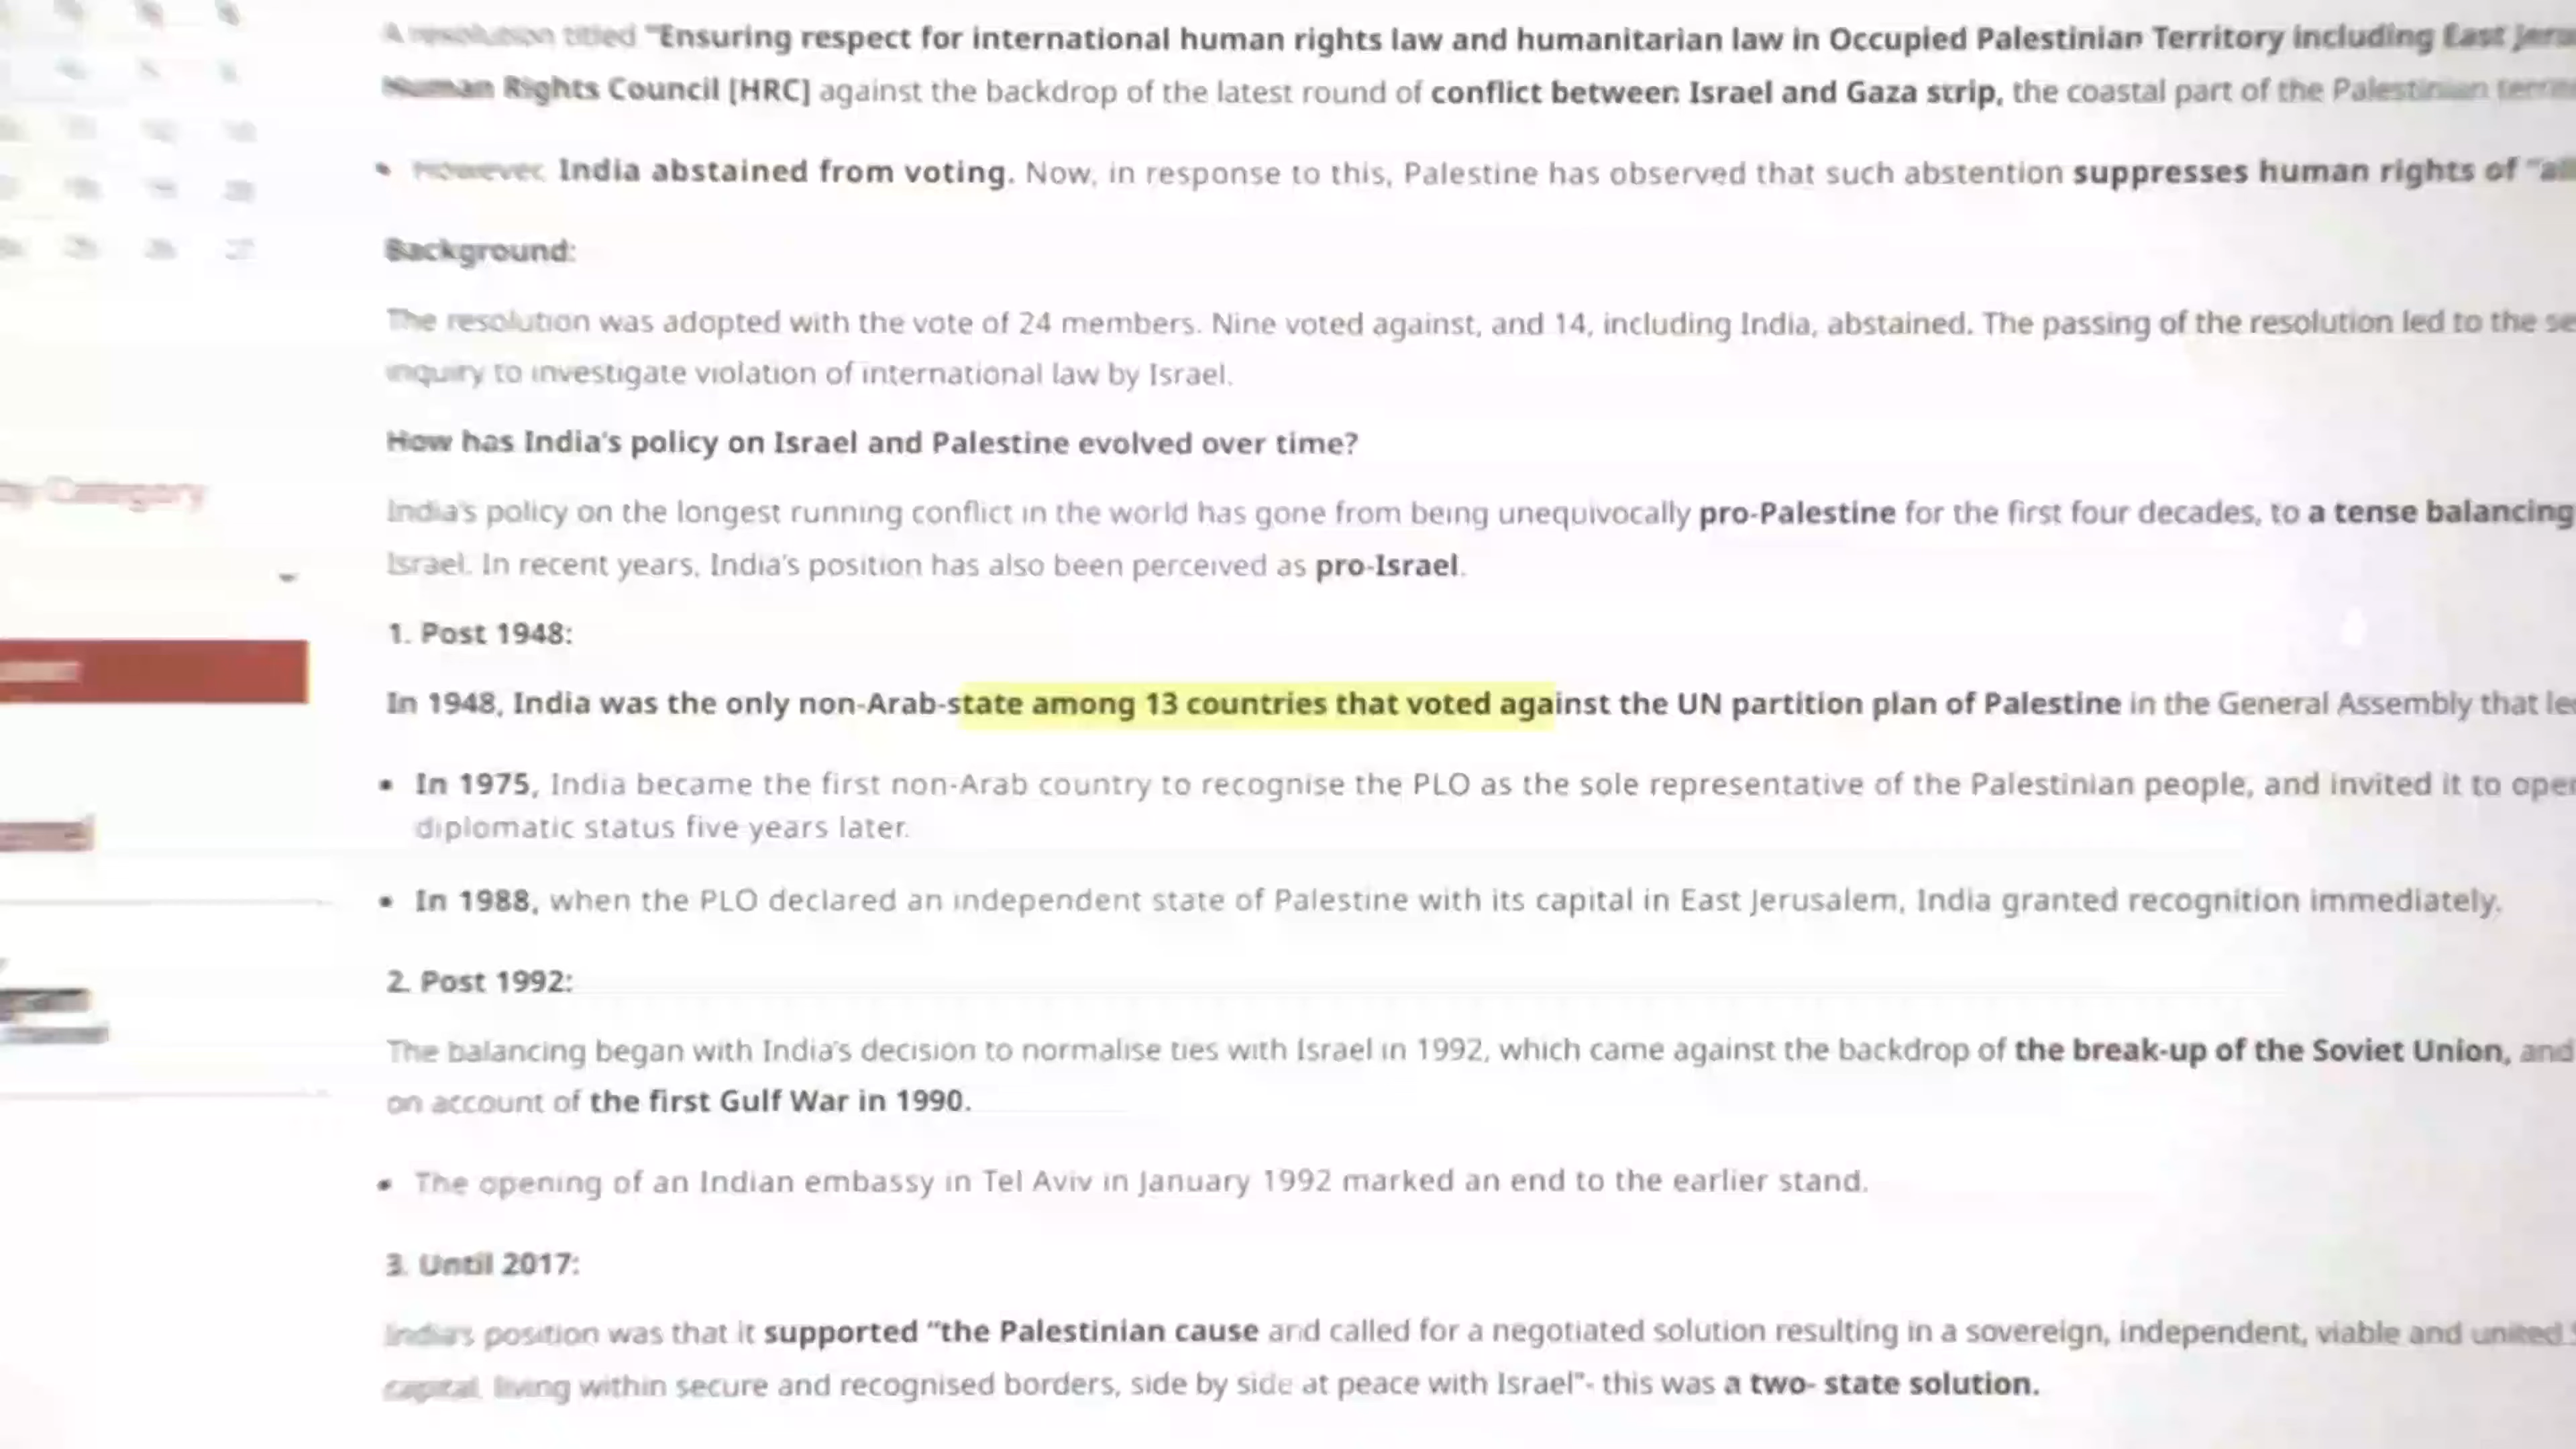 A resolution titled "Ensuring respect for international human rights law and humanitarian law in Occupied Palestinian Territory including East
Human Rights Council [HRC] against the backdrop of the latest round of conflict between Israel and Gaza strip, the coastal part of the Palestinian
• However, India abstained from voting. Now, in response to this, Palestine has observed that such abstention suppresses human rights of
Background:
The resolution was adopted with the vote of 24 members. Nine voted against, and 14, including India, abstained. The passing of the resolution led to the
inquiry to investigate violation of international law by Israel.
How has India's policy on Israel and Palestine evolved over time?
India's policy on the longest running conflict in the world has gone from being unequivocally pro-Palestine for the first four decades, to a tense balancing
Category
Israel. In recent years, India's position has also been perceived as pro-Israel.
1. Post 1948:
In 1948, India was the only non-Arab-state among 13 countries that voted against the UN partition plan of Palestine in the General Assembly that
• In 1975, India became the first non-Arab country to recognise the PLO as the sole representative of the Palestinian people, and invited it to
diplomatic status five years later.
• In 1988, when the PLO declared an independent state of Palestine with its capital in East Jerusalem, India granted recognition immediately.
2. Post 1992:
The balancing began with India's decision to normalise ties with Israel in 1992, which came against the backdrop of the break-up of the Soviet Union, and
on account of the first Gulf War in 1990.
• The opening of an Indian embassy in Tel Aviv in January 1992 marked an end to the earlier stand.
3. Until 2017:
India's position was that it supported "the Palestinian cause and called for a negotiated solution resulting in a sovereign, independent, viable and united
capital, living within secure and recognised borders, side by side at peace with Israel"- this was a two- state solution.